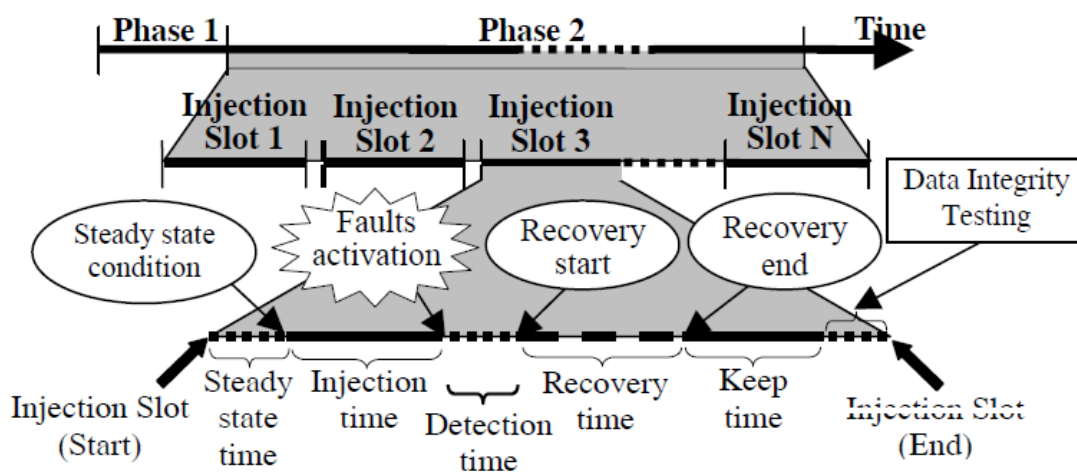 Phase 1
Phase 2
Time
Injection
Slot 1
Injection
Slot 2
Injection
Slot 3
Injection
Slot N
Data Integrity
Testing
Steady state
condition
Faults
activation
Recovery
start
Recovery
end
Injection Slot
(Start)
Steady
state
time
Injection
time
Detection
time
Recovery
time
Keep
time
Injection Slot
(End)